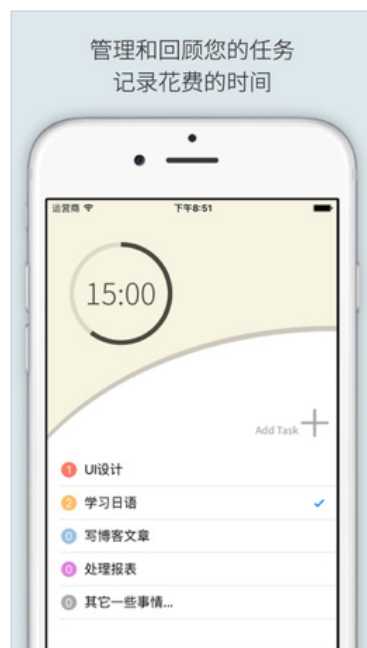 管理和回顾您的任务
记录花费的时间
运营商 下午8:51
15:00
Add Task
1 UI设计
2 学习日语
0 写博客文章
0 处理报表
0 其它一些事情...